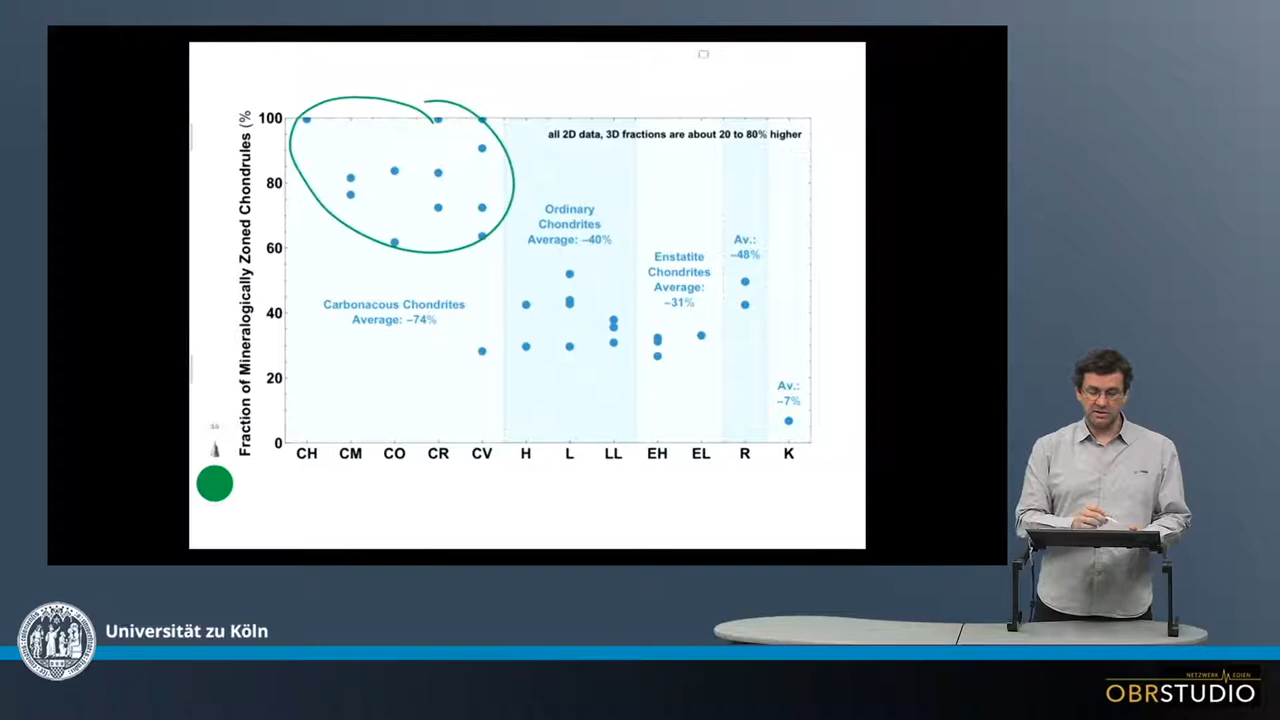 Fraction of Mineralogically Zoned Chondrules (%
100
80
60
40
20
0
all 2D data, 3D fractions are about 20 to 80% higher
Carbonacous Chondrites
Average: ~74%
Ordinary
Chondrites
Average: ~40%
Enstatite
Chondrites
Average:
~31%
Av.:
~48%
Av.:
~7%
CH CM CO CR CV H L LL EH EL R K
Universität zu Köln
NETZWERK MEDIEN
OBRSTUDIO